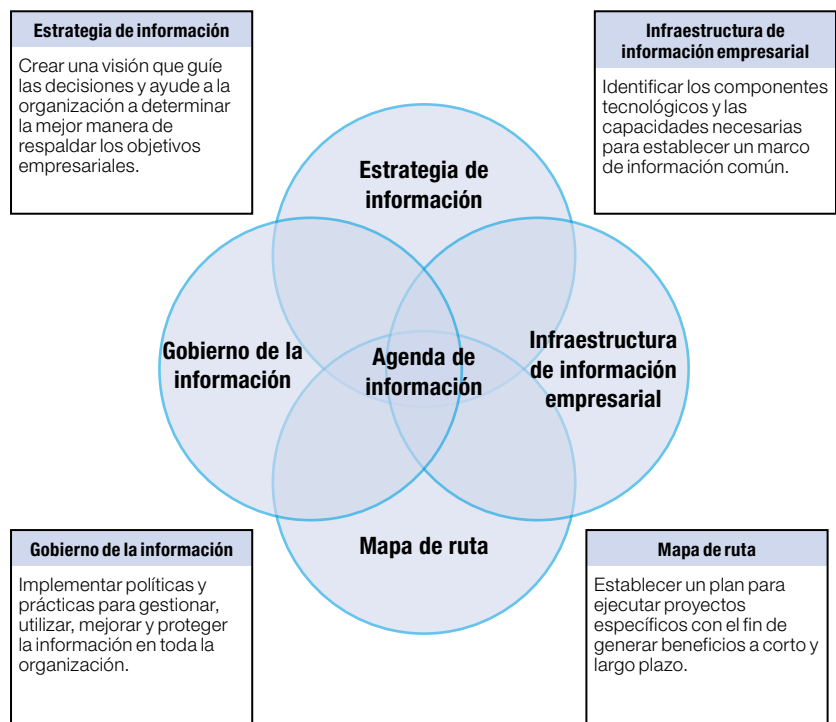 Estrategia de información
Crear una visión que guíe
las decisiones y ayude a la
organización a determinar
la mejor manera de
respaldar los objetivos
empresariales.
Infraestructura de
información empresarial
Identificar los componentes
tecnológicos y las
capacidades necesarias
para establecer un marco
de información común.
Estrategia de
información
Gobierno de la
información
Agenda de
información
Infraestructura
de información
empresarial
Mapa de ruta
Gobierno de la información
Implementar políticas y
prácticas para gestionar,
utilizar, mejorar y proteger
la información en toda la
organización.
Mapa de ruta
Establecer un plan para
ejecutar proyectos
específicos con el fin de
generar beneficios a corto y
largo plazo.